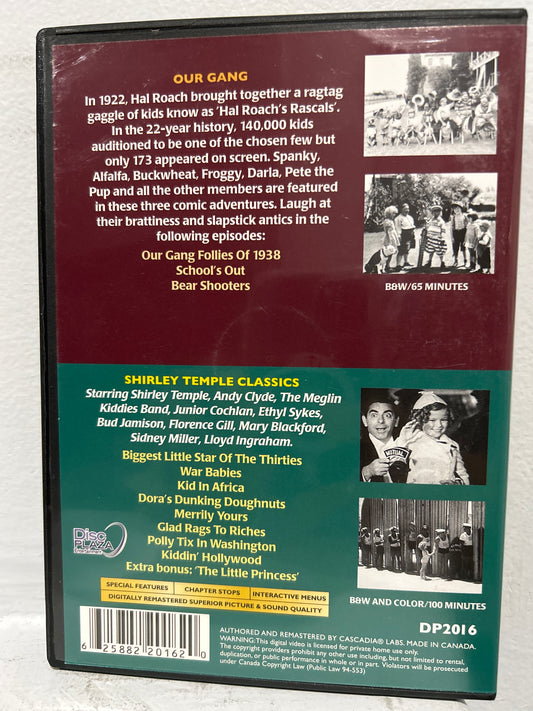 OUR GANG
In 1922, Hal Roach brought together a ragtag
gaggle of kids know as 'Hal Roach's Rascals'.
In the 22-year history, 140,000 kids
auditioned to be one of the chosen few but
only 173 appeared on screen. Spanky,
Alfalfa, Buckwheat, Froggy, Darla, Pete the
Pup and all the other members are featured
in these three comic adventures. Laugh at
their brattiness and slapstick antics in the
following episodes:
Our Gang Follies Of 1938
School's Out
Bear Shooters
B&W/65 MINUTES
SHIRLEY TEMPLE CLASSICS
Starring Shirley Temple, Andy Clyde, The Meglin
Kiddies Band, Junior Cochlan, Ethyl Sykes,
Bud Jamison, Florence Gill, Mary Blackford,
Sidney Miller, Lloyd Ingraham.
Biggest Little Star Of The Thirties
War Babies
Kid In Africa
Dora's Dunking Doughnuts
Merrily Yours
Glad Rags To Riches
Polly Tix In Washington
Kiddin' Hollywood
Extra bonus: 'The Little Princess'
MUTUAL
Disc
PLAZA
SPECIAL FEATURES CHAPTER STOPS INTERACTIVE MENUS
DIGITALLY REMASTERED SUPERIOR PICTURE & SOUND QUALITY
B&W AND COLOR/100 MINUTES
DP2016
6 25882 20162 0
AUTHORED AND REMASTERED BY CASCADIA® LABS. MADE IN CANADA.
WARNING: This digital video is licensed for private home use only.
The copyright providers prohibit any other use including, but not limited to rental,
duplication, or public performance in whole or in part. Violators will be prosecuted
under Canada Copyright Law (Public Law 94-553)